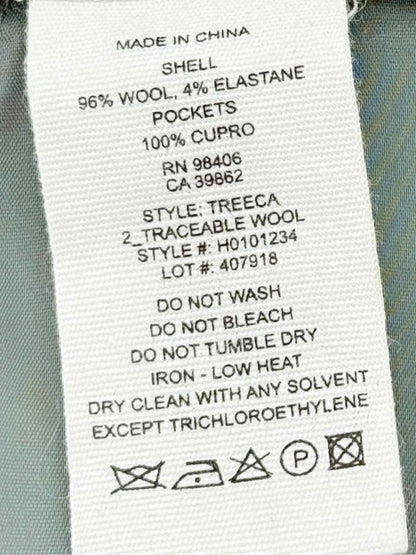 MADE IN CHINA
SHELL
96% WOOL, 4% ELASTANE
POCKETS
100% CUPRO
RN 98406
CA 39862
STYLE: TREECA
2_TRACEABLE WOOL
STYLE #: H0101234
LOT #: 407918
DO NOT WASH
DO NOT BLEACH
DO NOT TUMBLE DRY
IRON - LOW HEAT
DRY CLEAN WITH ANY SOLVENT
EXCEPT TRICHLOROETHYLENE
P